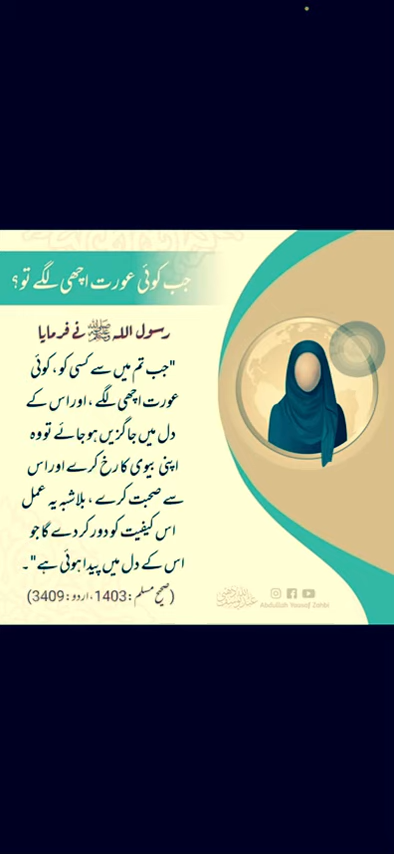 جب کوئی عورت اچھی لگے تو؟
رسول اللہ ﷺ نے فرمایا
"جب تم میں سے کسی کو، کوئی
عورت اچھی لگے، اور اس کے
دل میں جاگزیں ہو جائے تو وہ
اپنی بیوی کا رخ کرے اور اس
سے صحبت کرے، بلاشبہ یہ عمل
اس کیفیت کو دور کر دے گا جو
اس کے دل میں پیدا ہوئی ہے"۔
(صحیح مسلم: 1403، اردو: 3409)
Abdullah Yousaf Zehbi